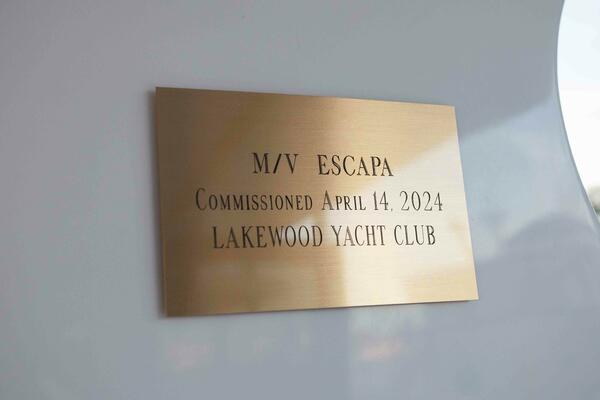 M/V ESCAPA
Commissioned April 14, 2024
LAKEWOOD YACHT CLUB